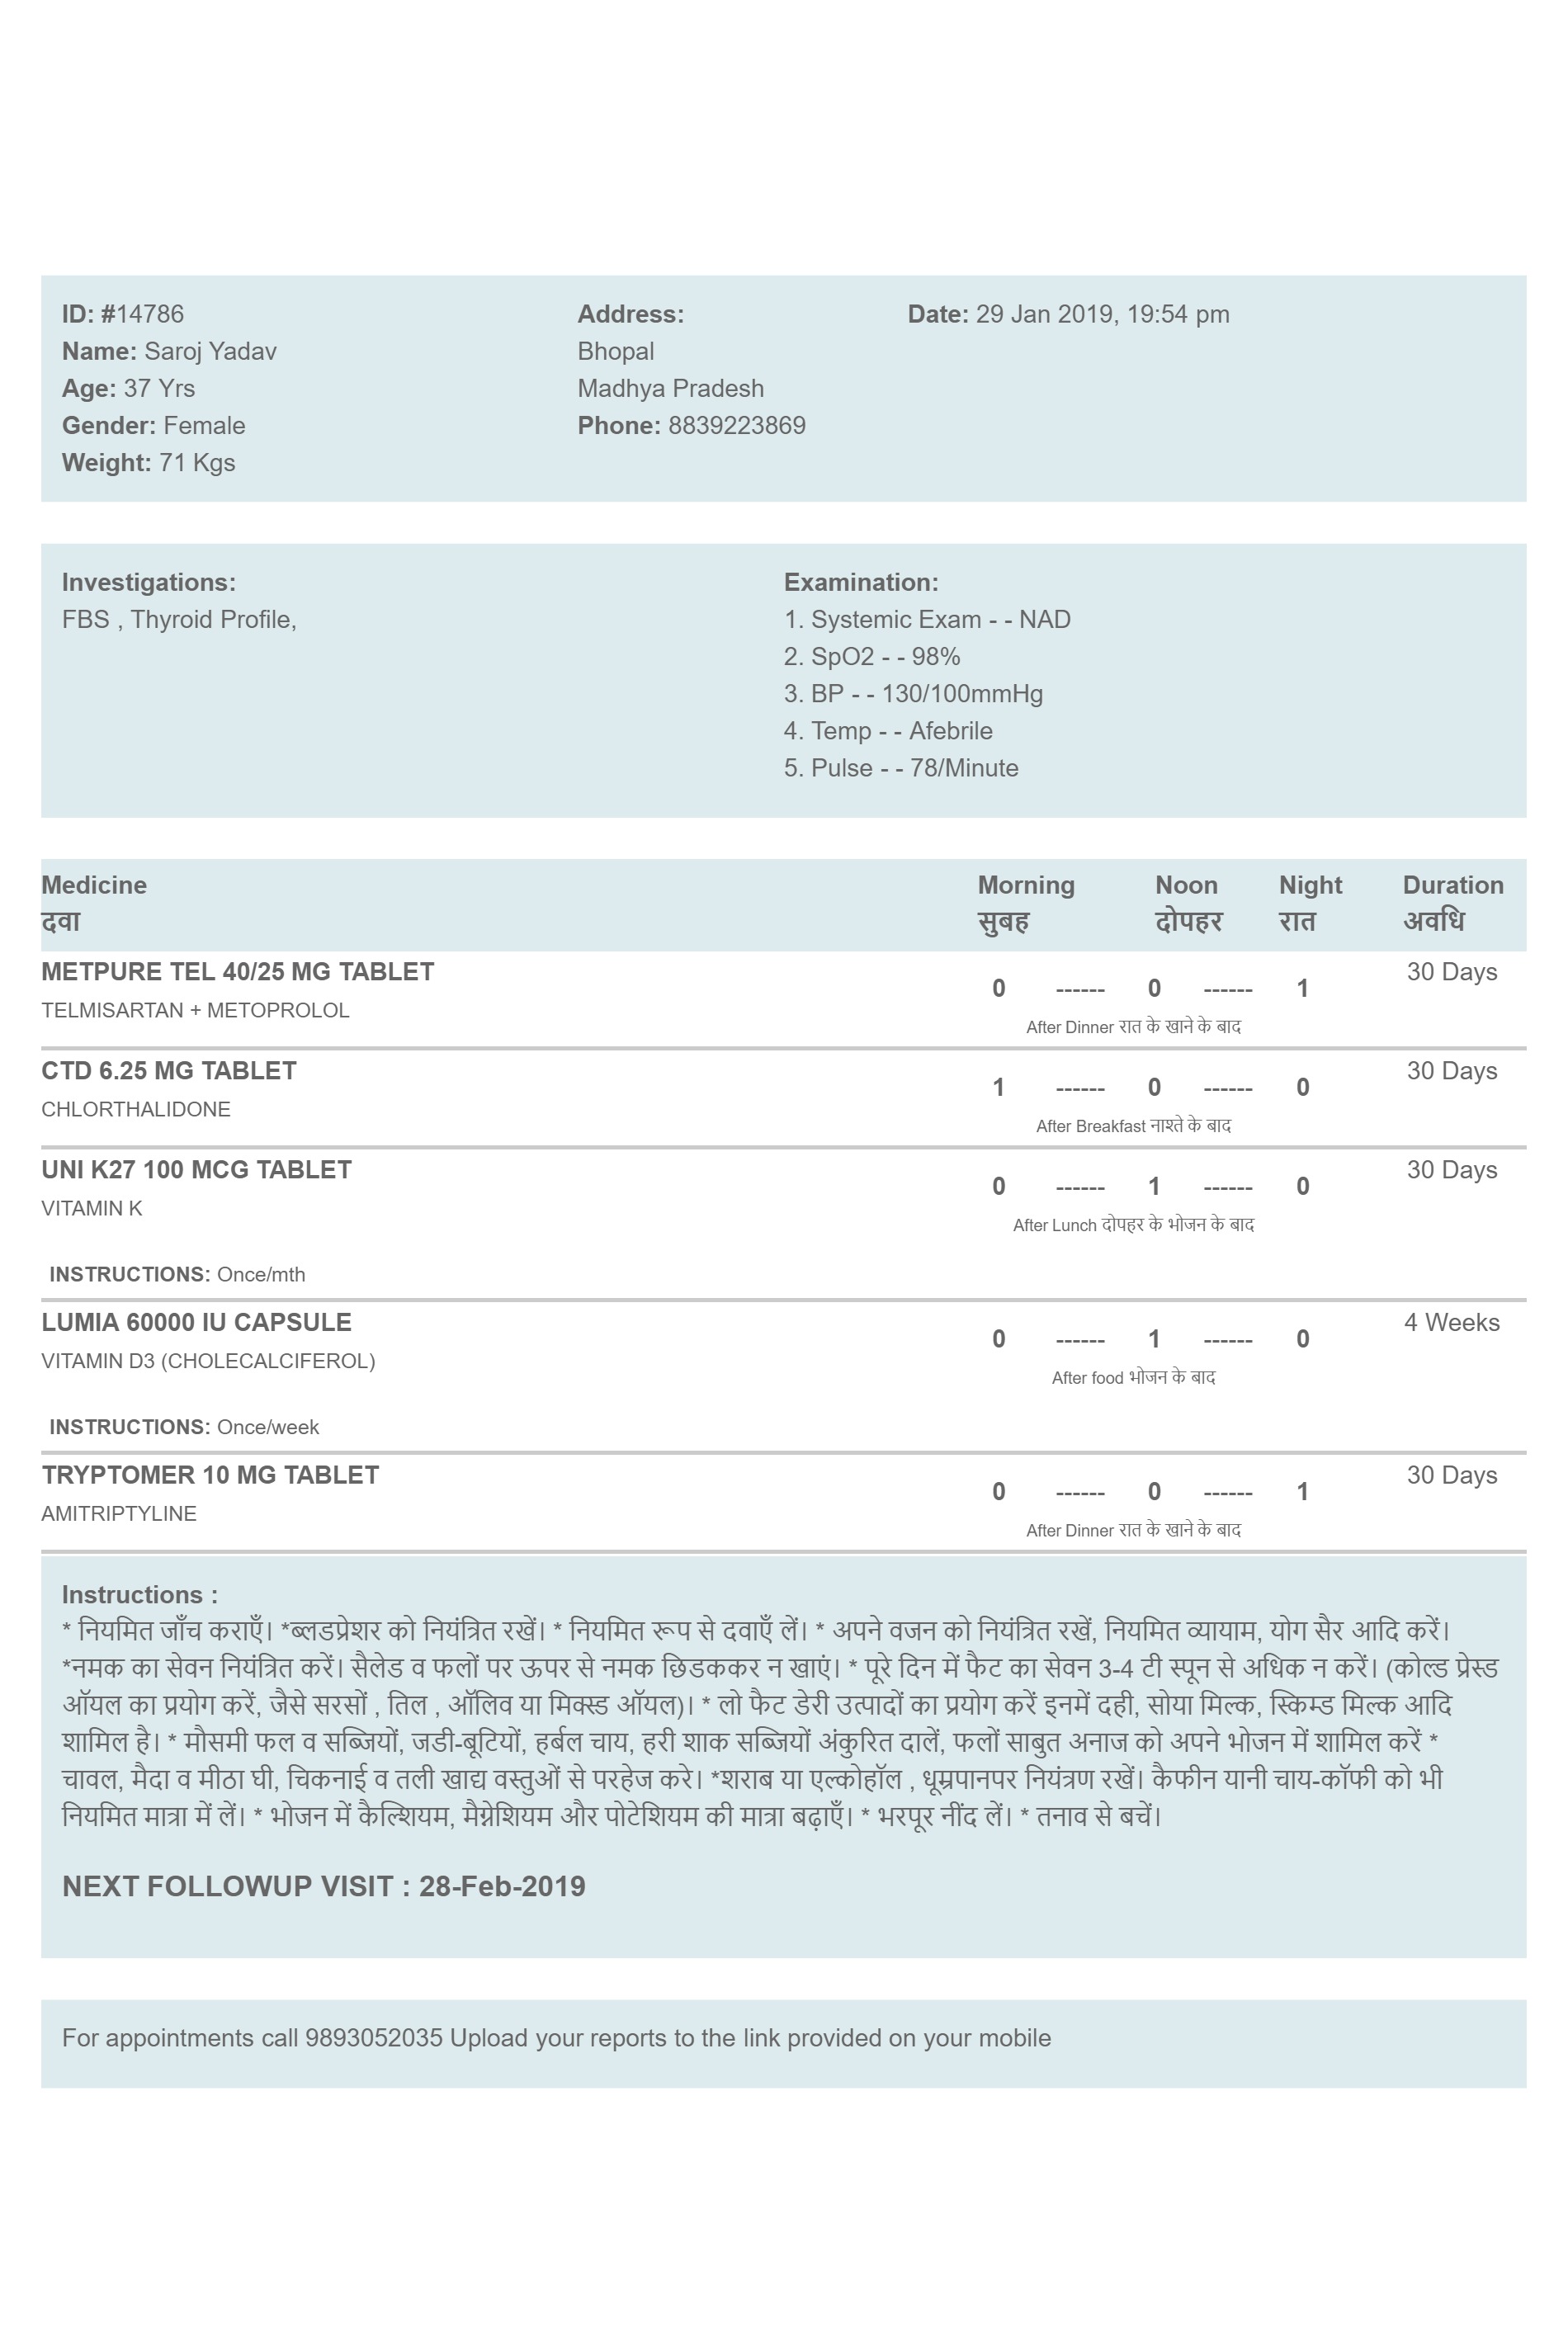 ID: #14786 Address: Date: 29 Jan 2019, 19:54 pm
Name: Saroj Yadav Bhopal
Age: 37 Yrs Madhya Pradesh
Gender: Female Phone: 8839223869
Weight: 71 Kgs
Investigations: Examination:
FBS , Thyroid Profile, 1. Systemic Exam - - NAD
2. SpO2 - - 98%
3. BP - - 130/100mmHg
4. Temp - - Afebrile
5. Pulse - - 78/Minute
Medicine Morning Noon Night Duration
दवा सुबह दोपहर रात अवधि
METPURE TEL 40/25 MG TABLET 30 Days
0 ------ 0 ------ 1
TELMISARTAN + METOPROLOL
After Dinner रात के खाने के बाद
CTD 6.25 MG TABLET 30 Days
1 ------ 0 ------ 0
CHLORTHALIDONE
After Breakfast नाश्ते के बाद
UNI K27 100 MCG TABLET 30 Days
0 ------ 1 ------ 0
VITAMIN K
After Lunch दोपहर के भोजन के बाद
INSTRUCTIONS: Once/mth
LUMIA 60000 IU CAPSULE 4 Weeks
0 ------ 1 ------ 0
VITAMIN D3 (CHOLECALCIFEROL)
After food भोजन के बाद
INSTRUCTIONS: Once/week
TRYPTOMER 10 MG TABLET 30 Days
0 ------ 0 ------ 1
AMITRIPTYLINE
After Dinner रात के खाने के बाद
Instructions :
* नियमित जाँच कराएँ। *ब्लडप्रेशर को नियंत्रित रखें। * नियमित रूप से दवाएँ लें। * अपने वजन को नियंत्रित रखें, नियमित व्यायाम, योग सैर आदि करें।
*नमक का सेवन नियंत्रित करें। सैलेड व फलों पर ऊपर से नमक छिडककर न खाएं। * पूरे दिन में फैट का सेवन 3-4 टी स्पून से अधिक न करें। (कोल्ड प्रेस्ड
ऑयल का प्रयोग करें, जैसे सरसों , तिल , ऑलिव या मिक्स्ड ऑयल)। * लो फैट डेरी उत्पादों का प्रयोग करें इनमें दही, सोया मिल्क, स्किम्ड मिल्क आदि
शामिल है। * मौसमी फल व सब्जियों, जडी-बूटियों, हर्बल चाय, हरी शाक सब्जियों अंकुरित दालें, फलों साबुत अनाज को अपने भोजन में शामिल करें *
चावल, मैदा व मीठा घी, चिकनाई व तली खाद्य वस्तुओं से परहेज करे। *शराब या एल्कोहॉल , धूम्रपानपर नियंत्रण रखें। कैफीन यानी चाय-कॉफी को भी
नियमित मात्रा में लें। * भोजन में कैल्शियम, मैग्नेशियम और पोटेशियम की मात्रा बढ़ाएँ। * भरपूर नींद लें। * तनाव से बचें।
NEXT FOLLOWUP VISIT : 28-Feb-2019
For appointments call 9893052035 Upload your reports to the link provided on your mobile